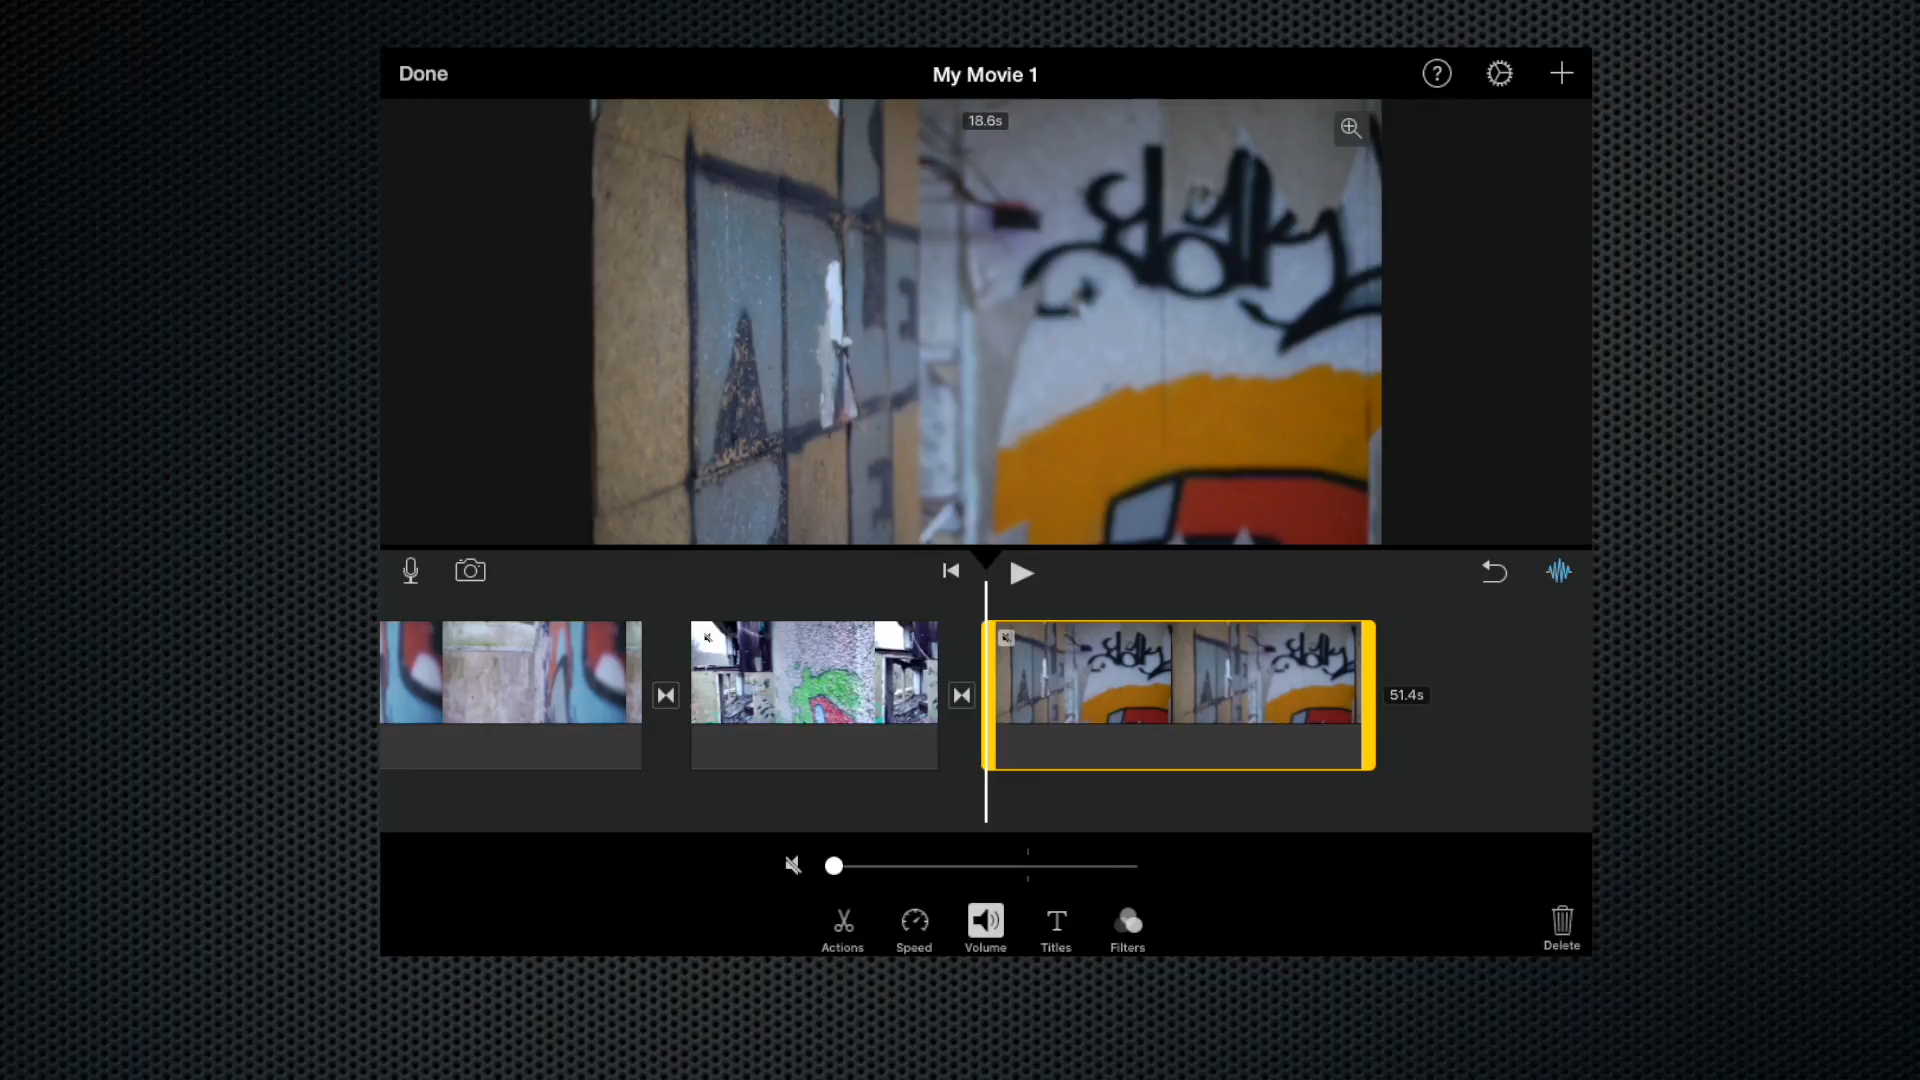 Done
My Movie 1
?
18.6s
51.4s
Actions
Speed
Volume
Titles
Filters
Delete